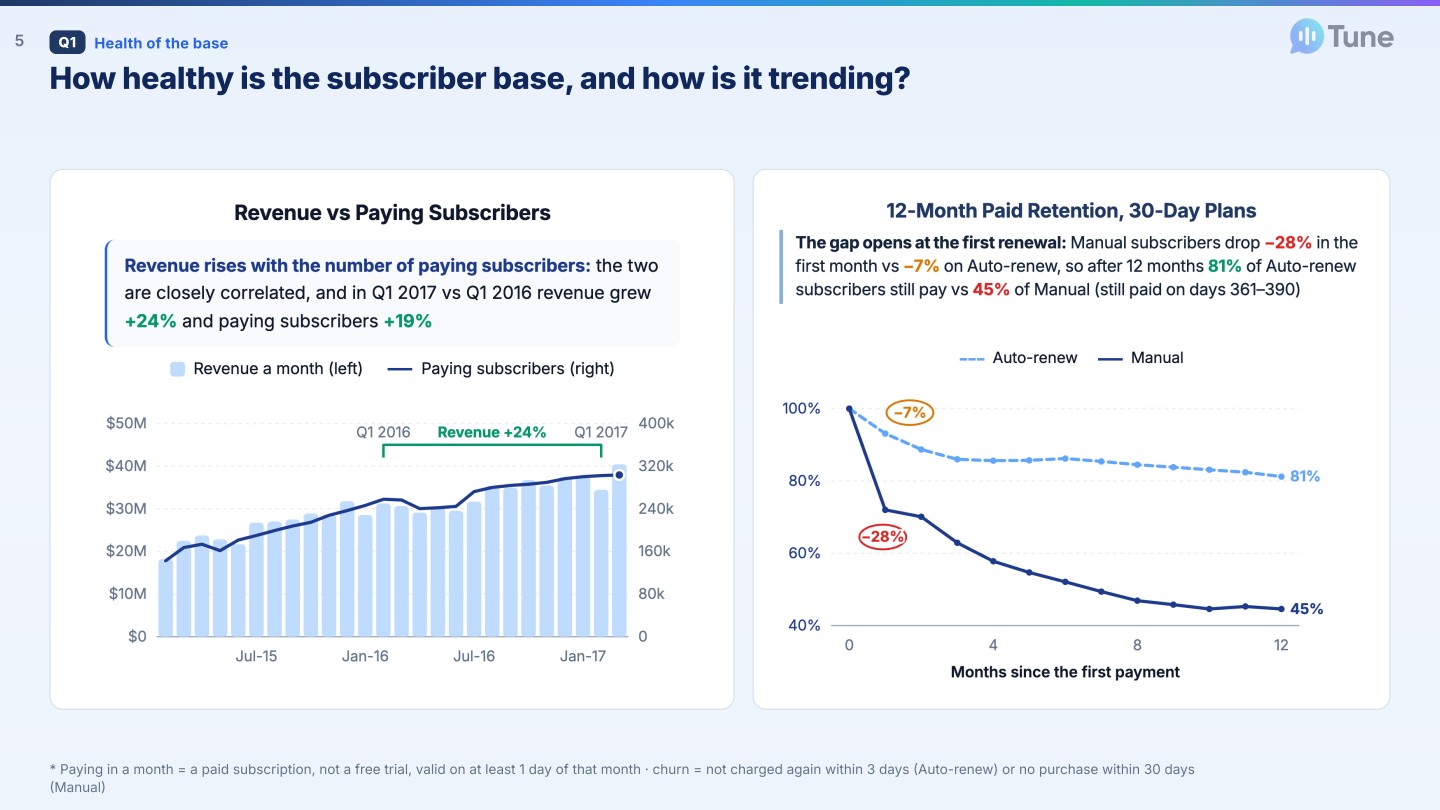 5
Q1 Health of the base
Tune
How healthy is the subscriber base, and how is it trending?
Revenue vs Paying Subscribers
Revenue rises with the number of paying subscribers: the two
are closely correlated, and in Q1 2017 vs Q1 2016 revenue grew
+24% and paying subscribers +19%
Revenue a month (left) Paying subscribers (right)
$50M
$40M
$30M
$20M
$10M
$0
Q1 2016 Revenue +24% Q1 2017
400k
320k
240k
160k
80k
0
Jul-15 Jan-16 Jul-16 Jan-17
12-Month Paid Retention, 30-Day Plans
The gap opens at the first renewal: Manual subscribers drop −28% in the
first month vs −7% on Auto-renew, so after 12 months 81% of Auto-renew
subscribers still pay vs 45% of Manual (still paid on days 361–390)
Auto-renew Manual
100%
80%
60%
40%
−7%
−28%
81%
45%
0 4 8 12
Months since the first payment
* Paying in a month = a paid subscription, not a free trial, valid on at least 1 day of that month · churn = not charged again within 3 days (Auto-renew) or no purchase within 30 days
(Manual)